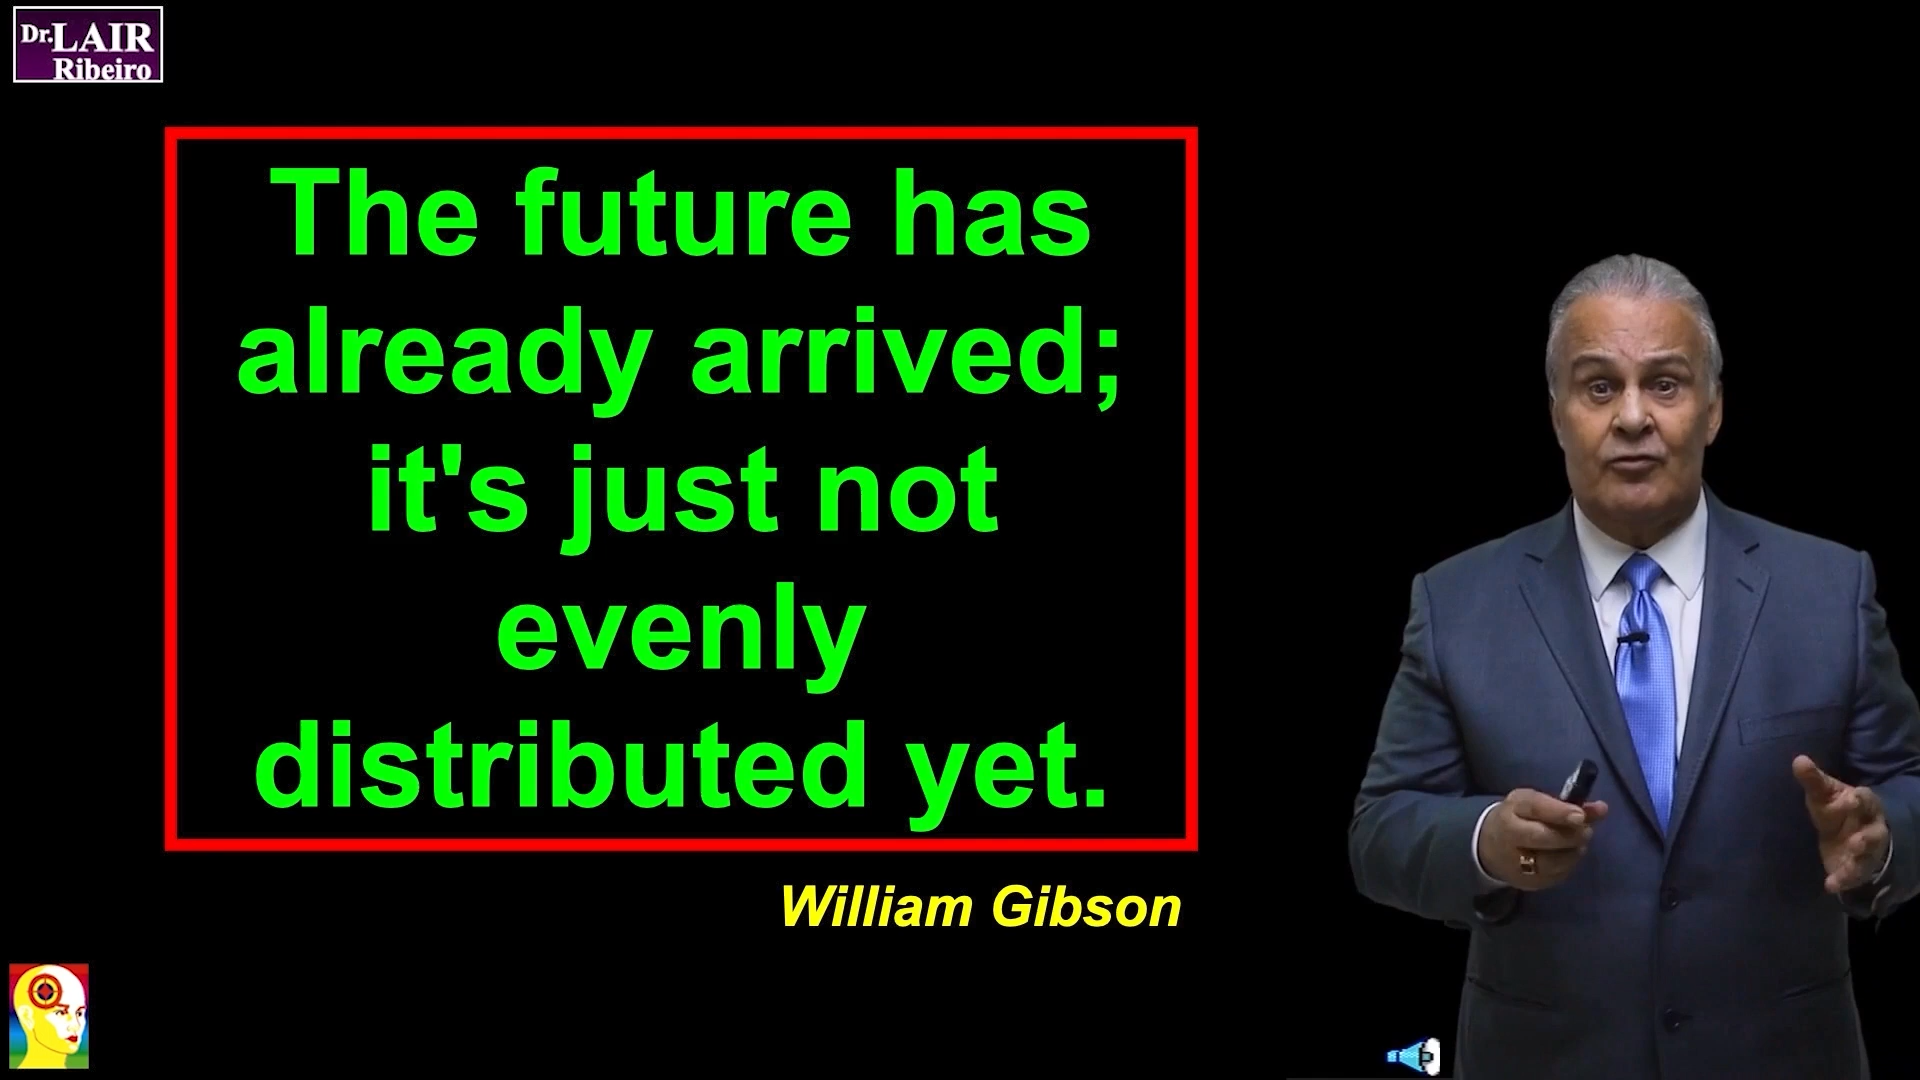 Dr. LAIR
Ribeiro
The future has
already arrived;
it's just not
evenly
distributed yet.
William Gibson